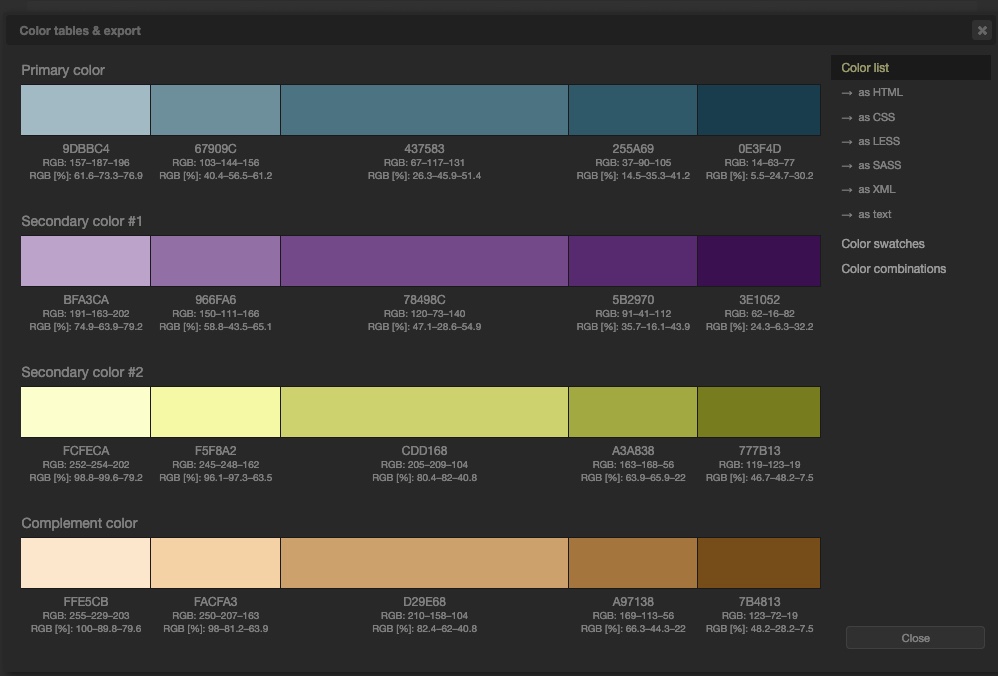 Color tables & export
Primary color
9DBBC4 67909C 437583 255A69 0E3F4D
RGB: 157–187–196 RGB: 103–144–156 RGB: 67–117–131 RGB: 37–90–105 RGB: 14–63–77
RGB [%]: 61.6–73.3–76.9 RGB [%]: 40.4–56.5–61.2 RGB [%]: 26.3–45.9–51.4 RGB [%]: 14.5–35.3–41.2 RGB [%]: 5.5–24.7–30.2
Secondary color #1
BFA3CA 966FA6 78498C 5B2970 3E1052
RGB: 191–163–202 RGB: 150–111–166 RGB: 120–73–140 RGB: 91–41–112 RGB: 62–16–82
RGB [%]: 74.9–63.9–79.2 RGB [%]: 58.8–43.5–65.1 RGB [%]: 47.1–28.6–54.9 RGB [%]: 35.7–16.1–43.9 RGB [%]: 24.3–6.3–32.2
Secondary color #2
FCFECA F5F8A2 CDD168 A3A838 777B13
RGB: 252–254–202 RGB: 245–248–162 RGB: 205–209–104 RGB: 163–168–56 RGB: 119–123–19
RGB [%]: 98.8–99.6–79.2 RGB [%]: 96.1–97.3–63.5 RGB [%]: 80.4–82–40.8 RGB [%]: 63.9–65.9–22 RGB [%]: 46.7–48.2–7.5
Complement color
FFE5CB FACFA3 D29E68 A97138 7B4813
RGB: 255–229–203 RGB: 250–207–163 RGB: 210–158–104 RGB: 169–113–56 RGB: 123–72–19
RGB [%]: 100–89.8–79.6 RGB [%]: 98–81.2–63.9 RGB [%]: 82.4–62–40.8 RGB [%]: 66.3–44.3–22 RGB [%]: 48.2–28.2–7.5
Color list
→ as HTML
→ as CSS
→ as LESS
→ as SASS
→ as XML
→ as text
Color swatches
Color combinations
Close